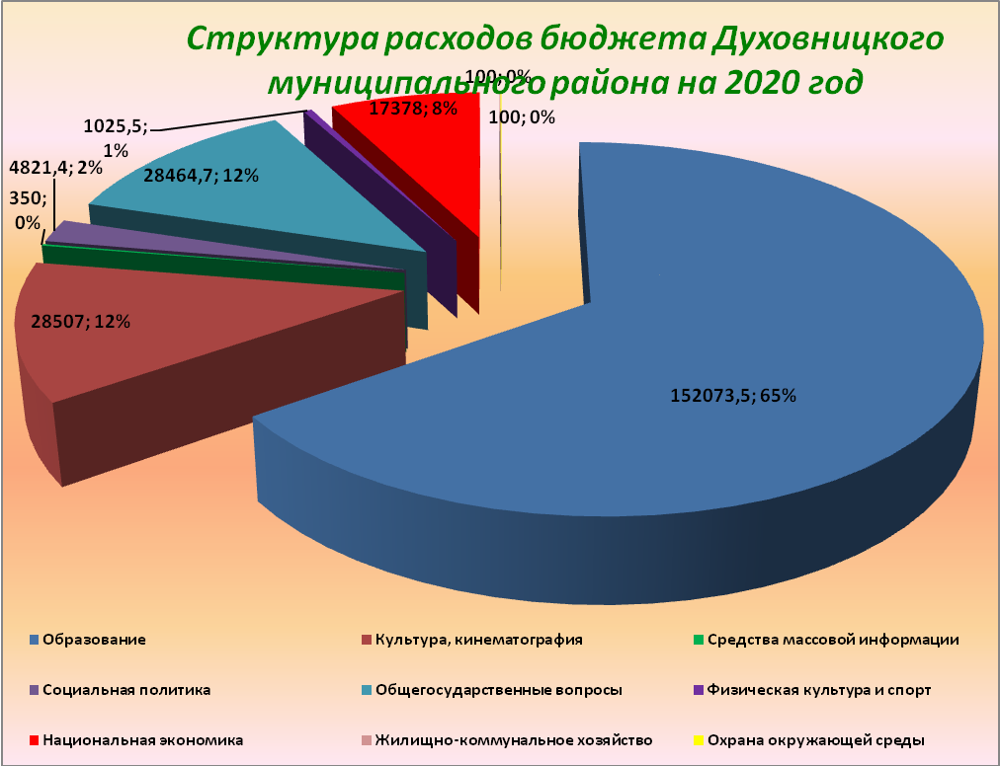 Структура расходов бюджета Духовницкого
муниципального района на 2020 год
100; 0%
17378; 8%
100; 0%
1025,5;
1%
4821,4; 2%
28464,7; 12%
350;
0%
28507; 12%
152073,5; 65%
Образование
Культура, кинематография
Средства массовой информации
Социальная политика
Общегосударственные вопросы
Физическая культура и спорт
Национальная экономика
Жилищно-коммунальное хозяйство
Охрана окружающей среды